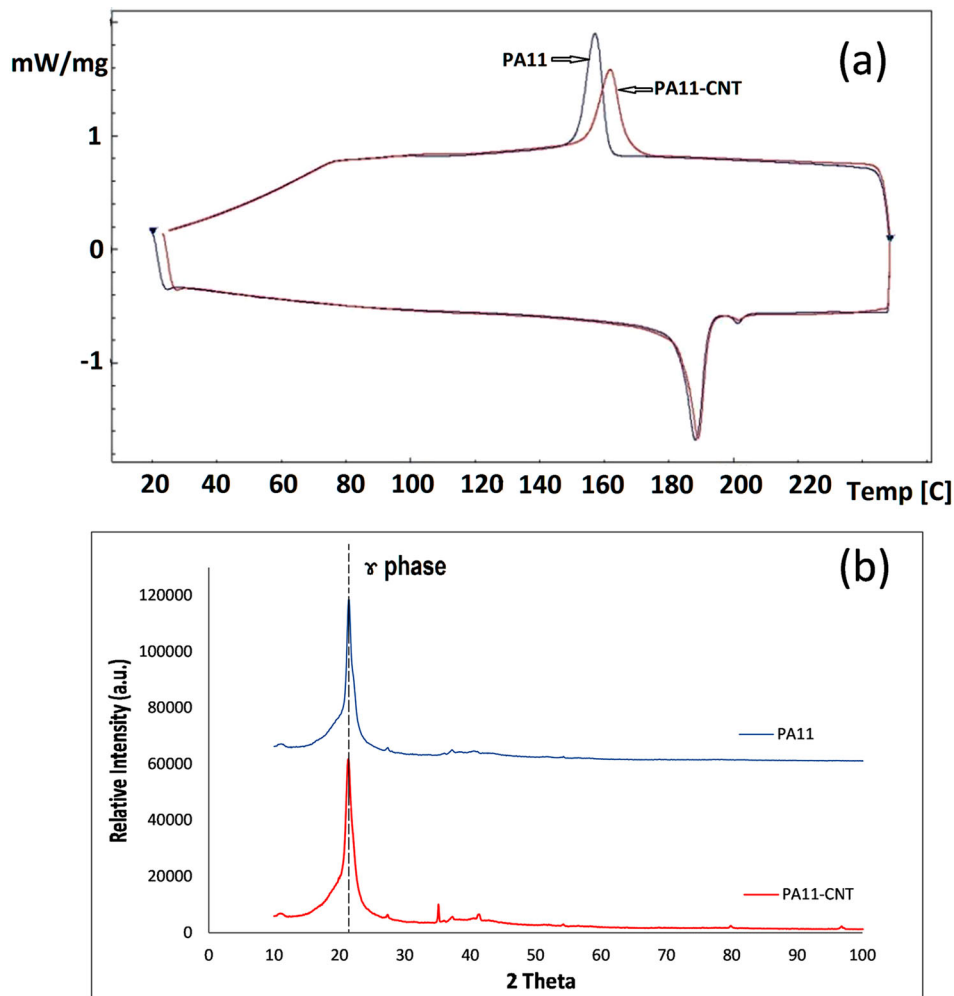 (a)
mW/mg
PA11
PA11-CNT
1
0
-1
20 40 60 80 100 120 140 160 180 200 220 Temp [C]
(b)
ɤ phase
120000
100000
80000
60000
40000
20000
0
Relative Intensity (a.u.)
PA11
PA11-CNT
0 10 20 30 40 50 60 70 80 90 100
2 Theta